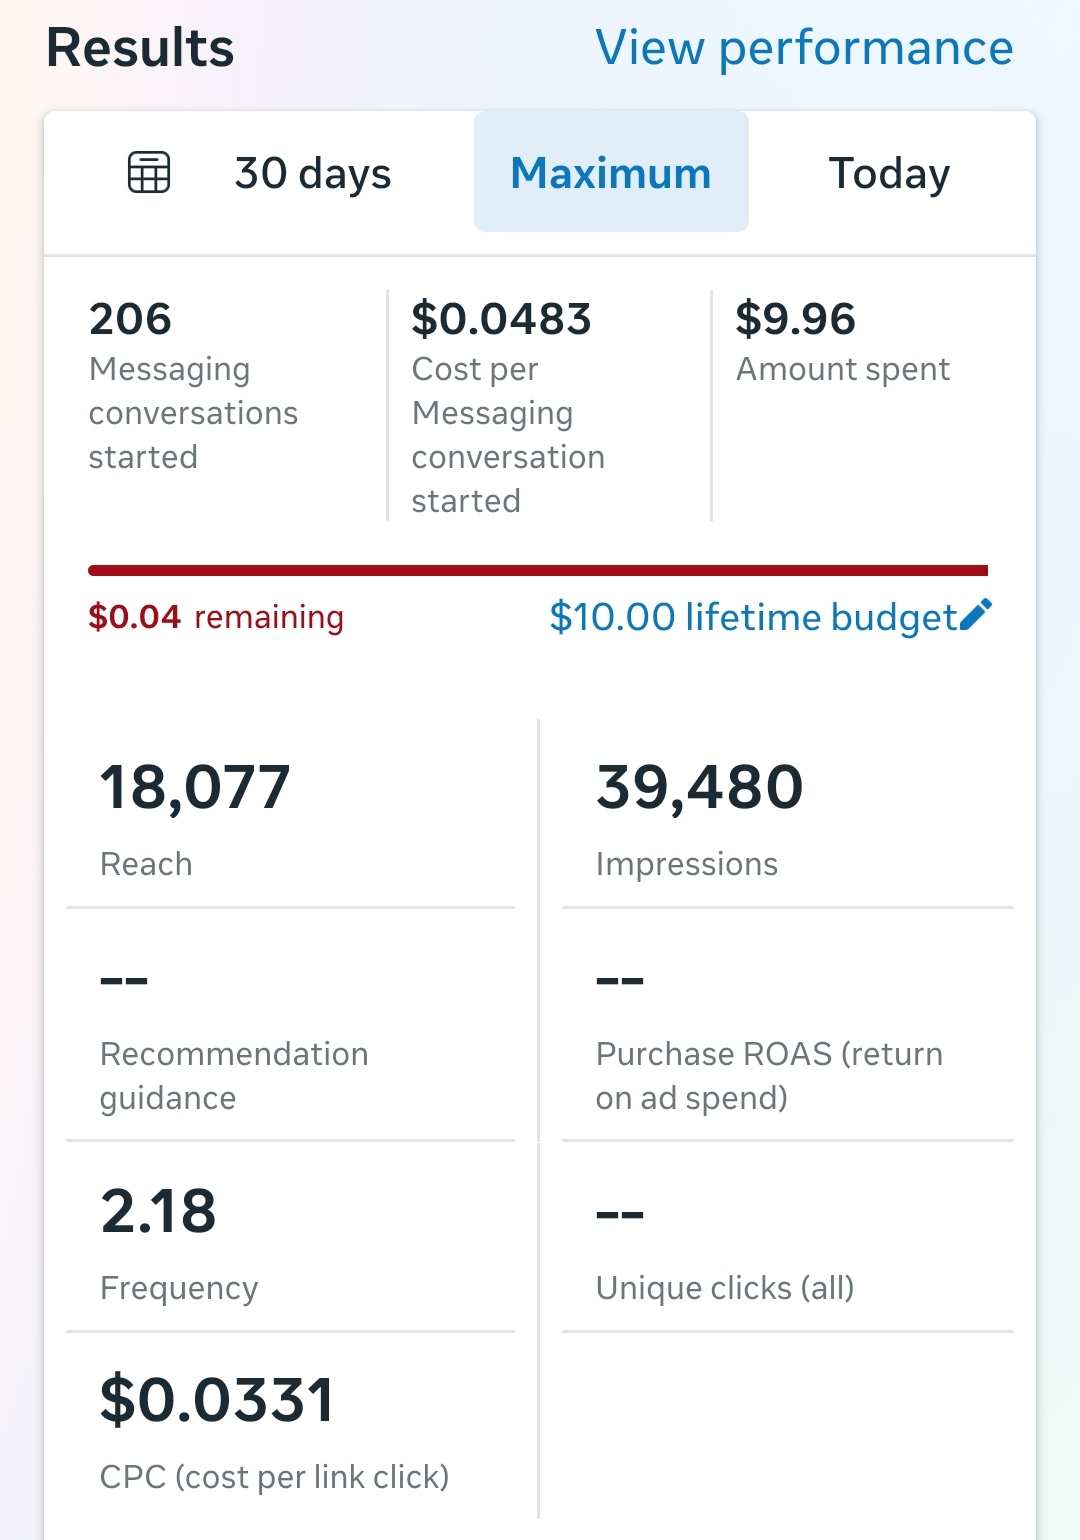 Results
View performance
30 days
Maximum
Today
206
Messaging
conversations
started
$0.0483
Cost per
Messaging
conversation
started
$9.96
Amount spent
$0.04 remaining
$10.00 lifetime budget
18,077
Reach
39,480
Impressions
--
Recommendation
guidance
--
Purchase ROAS (return
on ad spend)
2.18
Frequency
--
Unique clicks (all)
$0.0331
CPC (cost per link click)